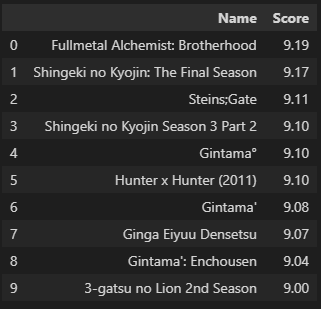 Name Score
0 Fullmetal Alchemist: Brotherhood 9.19
1 Shingeki no Kyojin: The Final Season 9.17
2 Steins;Gate 9.11
3 Shingeki no Kyojin Season 3 Part 2 9.10
4 Gintama° 9.10
5 Hunter x Hunter (2011) 9.10
6 Gintama' 9.08
7 Ginga Eiyuu Densetsu 9.07
8 Gintama': Enchousen 9.04
9 3-gatsu no Lion 2nd Season 9.00